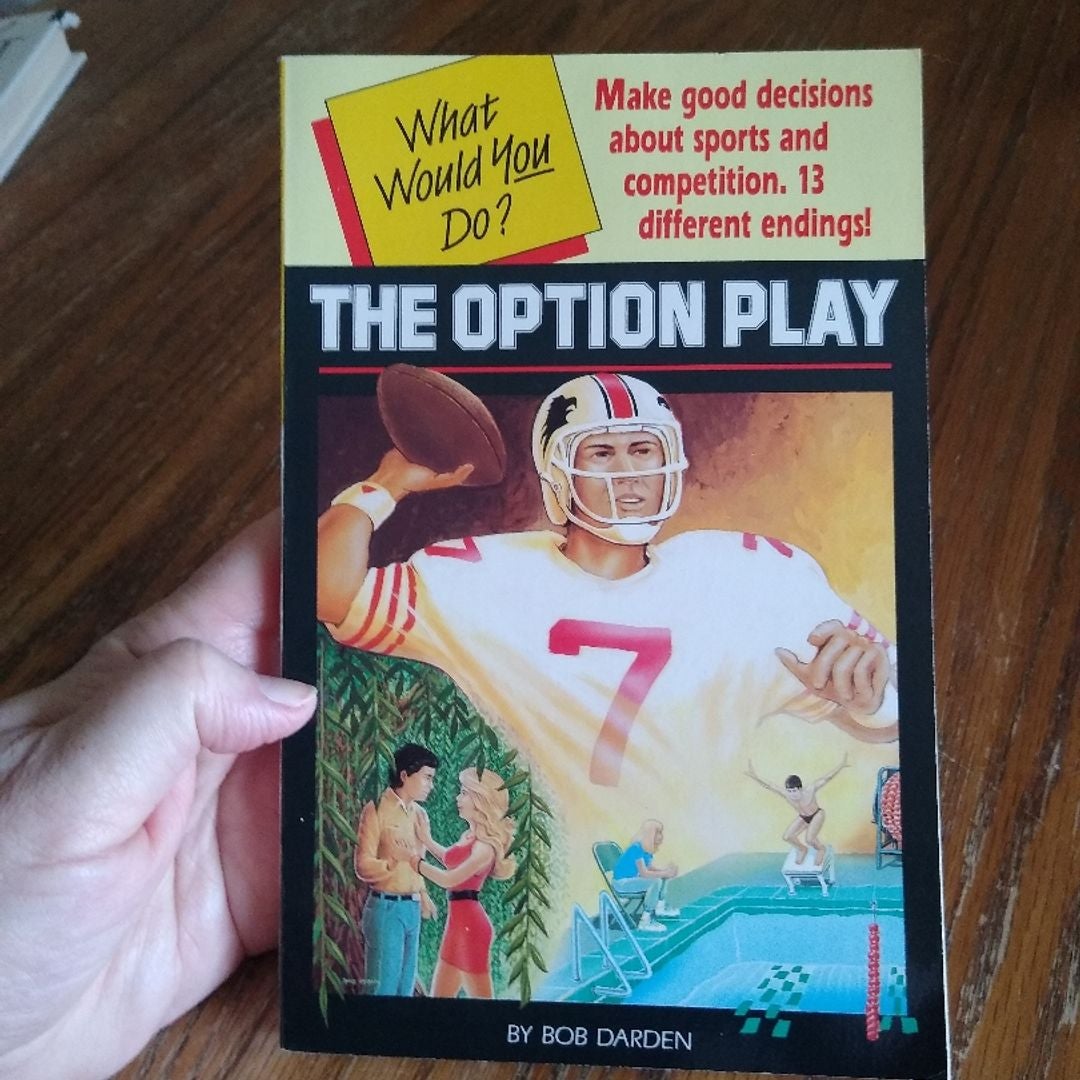 What
Would You
Do?
Make good decisions
about sports and
competition. 13
different endings!
THE OPTION PLAY
7
7
BY BOB DARDEN